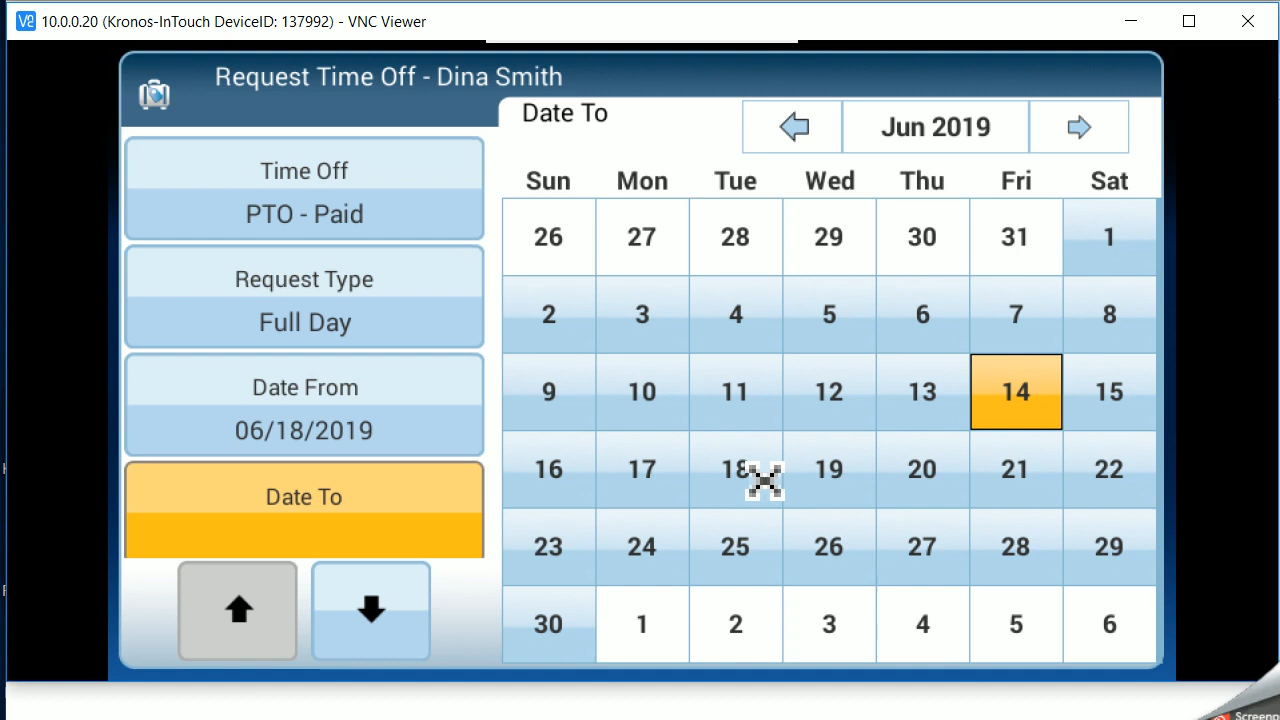 10.0.0.20 (Kronos-InTouch DeviceID: 137992) - VNC Viewer
Request Time Off - Dina Smith
Time Off
PTO - Paid
Request Type
Full Day
Date From
06/18/2019
Date To
Date To
Jun 2019
Sun Mon Tue Wed Thu Fri Sat
26 27 28 29 30 31 1
2 3 4 5 6 7 8
9 10 11 12 13 14 15
16 17 18 19 20 21 22
23 24 25 26 27 28 29
30 1 2 3 4 5 6